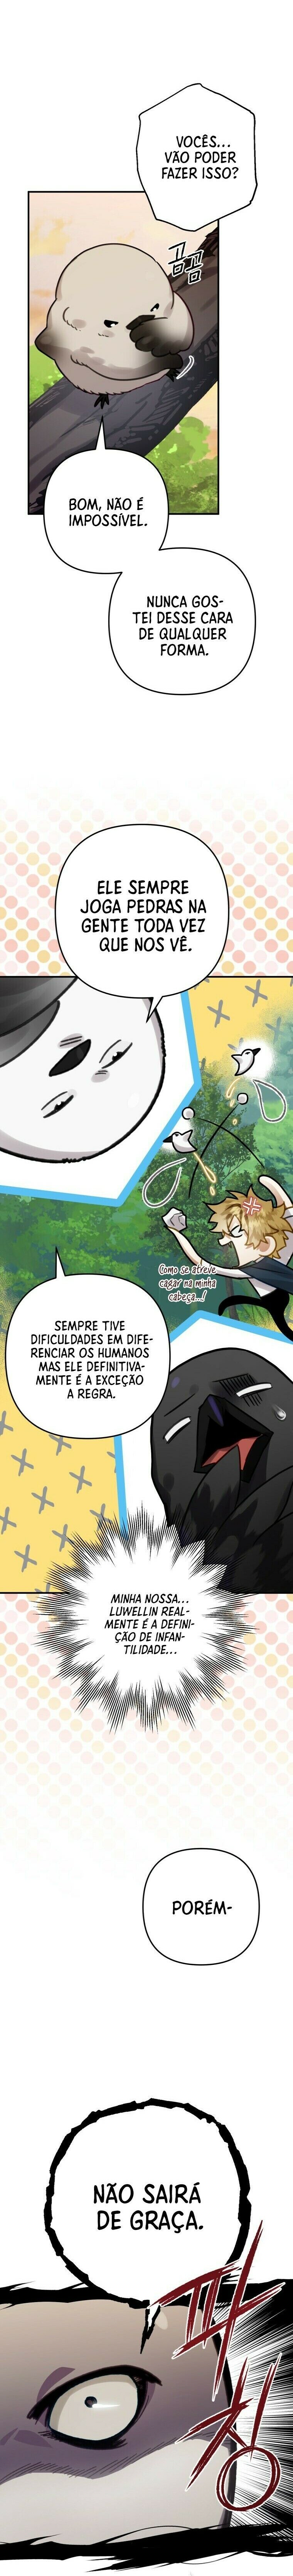 VOCÊS...
VÃO PODER
FAZER ISSO?
곰곰
BOM, NÃO É
IMPOSSÍVEL.
NUNCA GOS-
TEI DESSE CARA
DE QUALQUER
FORMA.
ELE SEMPRE
JOGA PEDRAS NA
GENTE TODA VEZ
QUE NOS VÊ.
Como se atreve
cagar na minha
cabeça..!
SEMPRE TIVE
DIFICULDADES EM DIFE-
RENCIAR OS HUMANOS
MAS ELE DEFINITIVA-
MENTE É A EXCEÇÃO
A REGRA.
MINHA NOSSA...
LUWELLIN REAL-
MENTE É A DEFINI-
ÇÃO DE INFAN-
TILIDADE...
PORÉM-
NÃO SAIRÁ
DE GRAÇA.